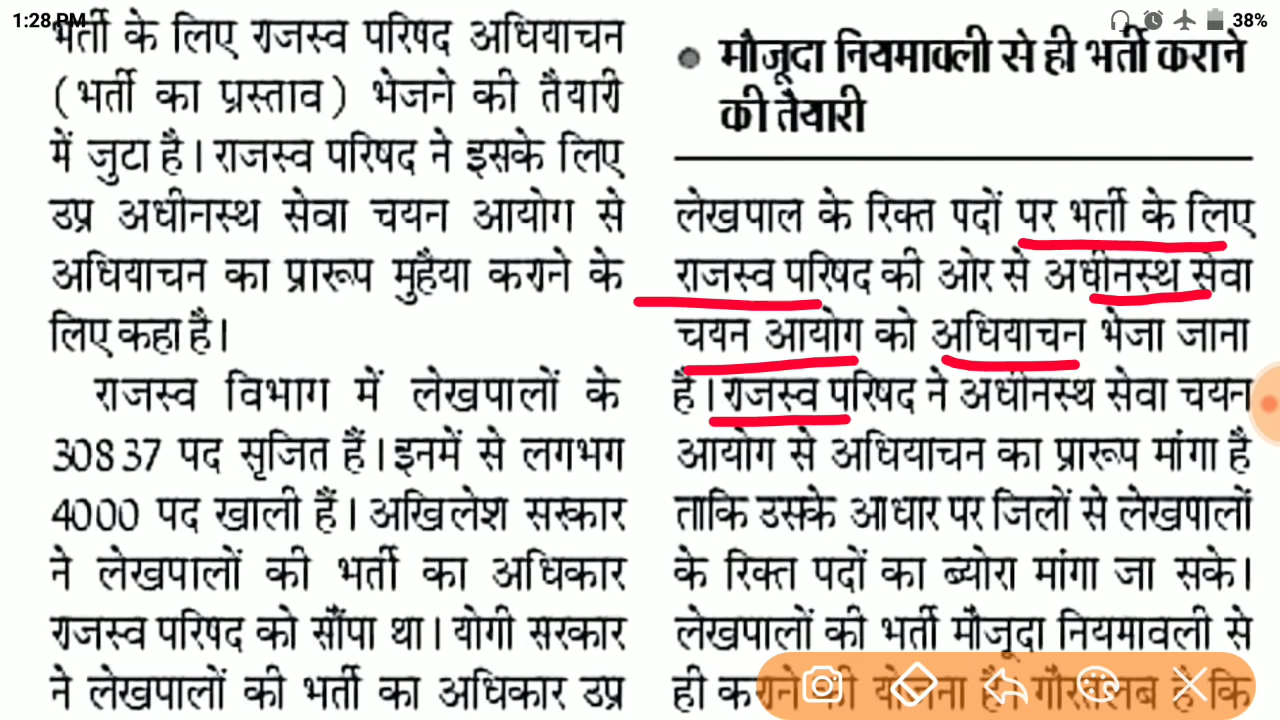 1:28 PM
38%
भर्ती के लिए राजस्व परिषद अधियाचन
(भर्ती का प्रस्ताव) भेजने की तैयारी
में जुटा है। राजस्व परिषद ने इसके लिए
उप्र अधीनस्थ सेवा चयन आयोग से
अधियाचन का प्रारूप मुहैया कराने के
लिए कहा है।
राजस्व विभाग में लेखपालों के
30837 पद सृजित हैं। इनमें से लगभग
4000 पद खाली हैं। अखिलेश सरकार
ने लेखपालों की भर्ती का अधिकार
राजस्व परिषद को सौंपा था। योगी सरकार
ने लेखपालों की भर्ती का अधिकार उप्र
● मौजूदा नियमावली से ही भर्ती कराने
की तैयारी
लेखपाल के रिक्त पदों पर भर्ती के लिए
राजस्व परिषद की ओर से अधीनस्थ सेवा
चयन आयोग को अधियाचन भेजा जाना
है। राजस्व परिषद ने अधीनस्थ सेवा चयन
आयोग से अधियाचन का प्रारूप मांगा है
ताकि उसके आधार पर जिलों से लेखपालों
के रिक्त पदों का ब्योरा मांगा जा सके।
लेखपालों की भर्ती मौजूदा नियमावली से
ही कराने की योजना है। गौरतलब है कि